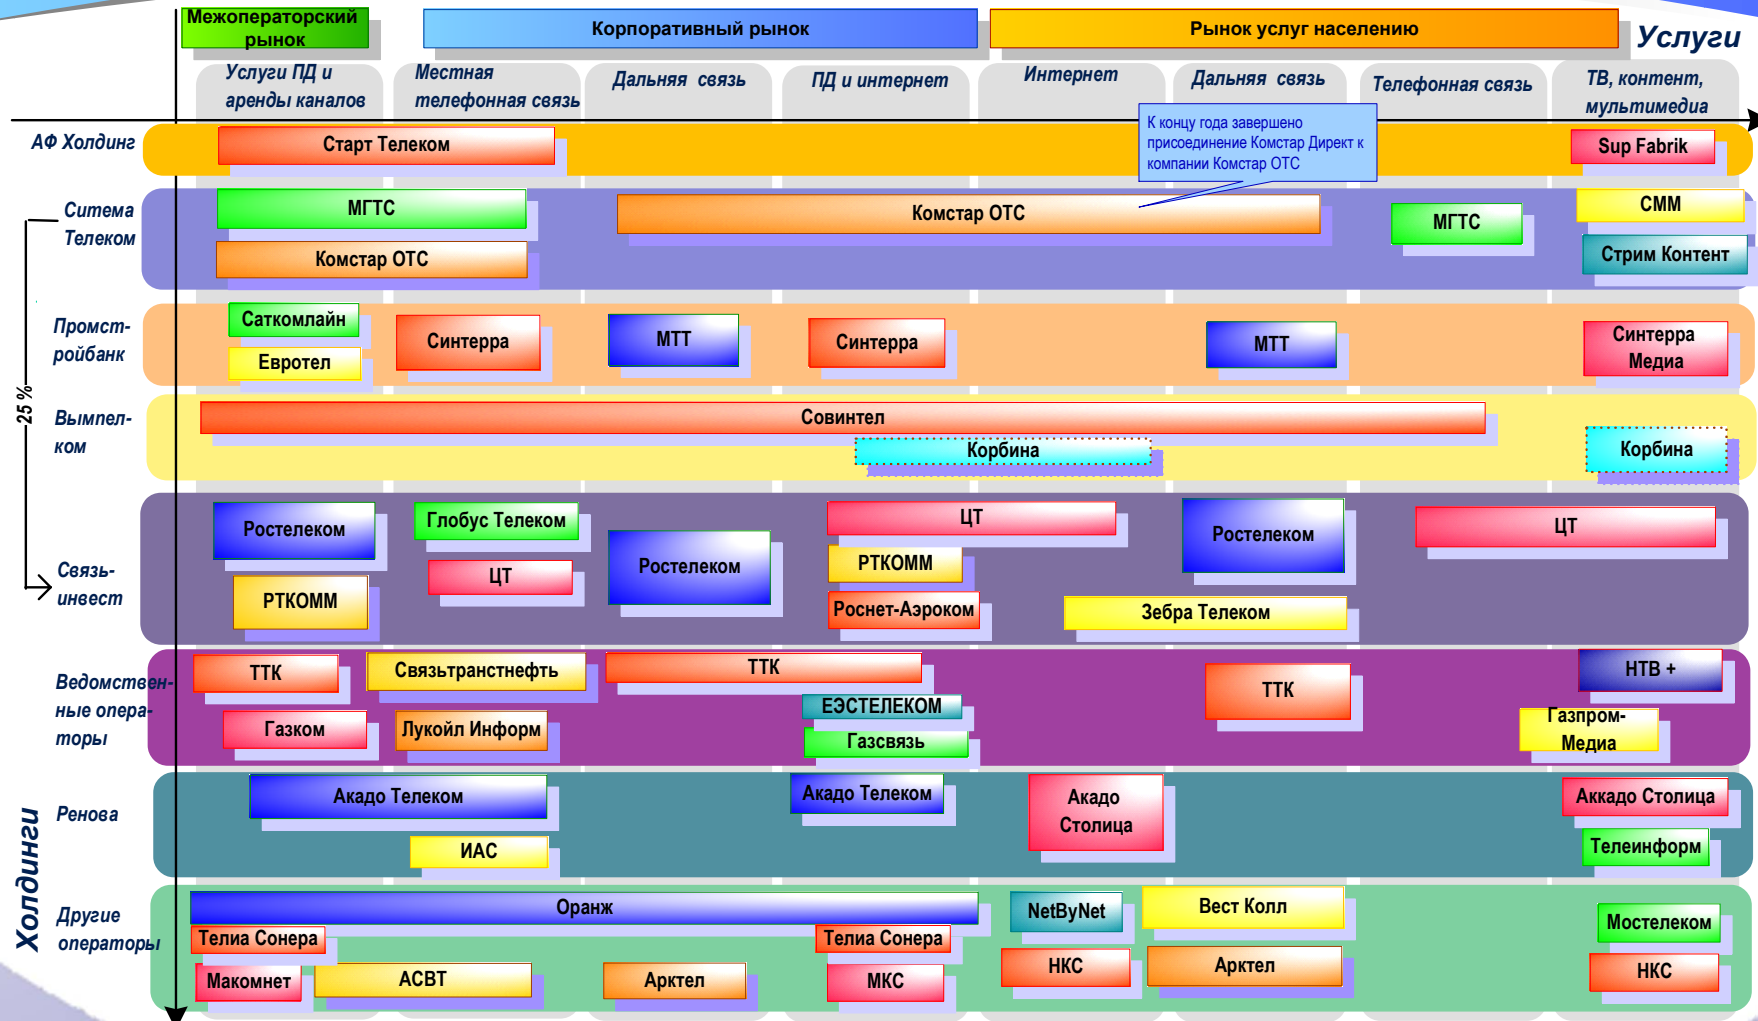 Межоператорский
рынок
Корпоративный рынок
Рынок услуг населению
Услуги
Услуги ПД и
аренды каналов
Местная
телефонная связь
Дальняя связь
ПД и интернет
Интернет
Дальняя связь
Телефонная связь
ТВ, контент,
мультимедиа
К концу года завершено
присоединение Комстар Директ к
компании Комстар ОТС
АФ Холдинг
Старт Телеком
Sup Fabrik
Ситема
Телеком
МГТС
Комстар ОТС
Комстар ОТС
МГТС
СММ
Стрим Контент
25 %
Промст-
ройбанк
Саткомлайн
Евротел
Синтерра
МТТ
Синтерра
МТТ
Синтерра
Медиа
Вымпел-
ком
Совинтел
Корбина
Корбина
Связь-
инвест
Ростелеком
РТКОММ
Глобус Телеком
ЦТ
Ростелеком
ЦТ
РТКОММ
Роснет-Аэроком
Ростелеком
Зебра Телеком
ЦТ
Ведомствен-
ные опера-
торы
ТТК
Газком
Связьтранстнефть
Лукойл Информ
ТТК
ЕЭСТЕЛЕКОМ
Газсвязь
ТТК
НТВ +
Газпром-
Медиа
Холдинги
Ренова
Акадо Телеком
ИАС
Акадо Телеком
Акадо
Столица
Аккадо Столица
Телеинформ
Другие
операторы
Оранж
Телиа Сонера
Макомнет
АСВТ
Арктел
Телиа Сонера
МКС
NetByNet
НКС
Вест Колл
Арктел
Мостелеком
НКС